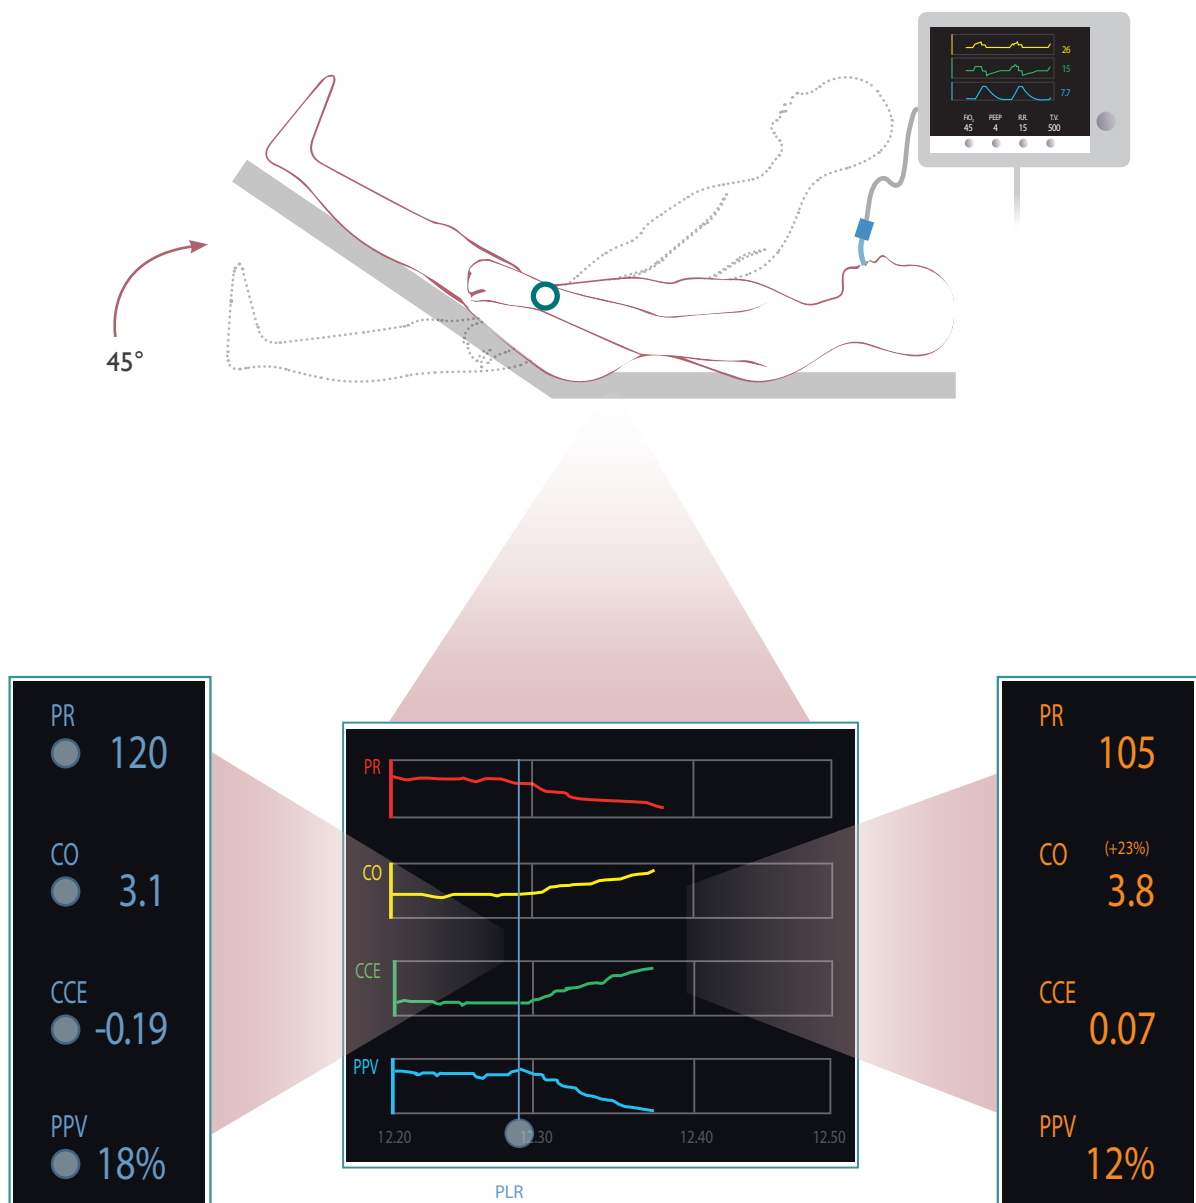 26
15
7.7
FiO₂ PEEP R.R. T.V.
45 4 15 500
45°
PR
120
CO
3.1
CCE
-0.19
PPV
18%
PR
CO
CCE
PPV
12.20 12.30 12.40 12.50
PLR
PR
105
CO (+23%)
3.8
CCE
0.07
PPV
12%